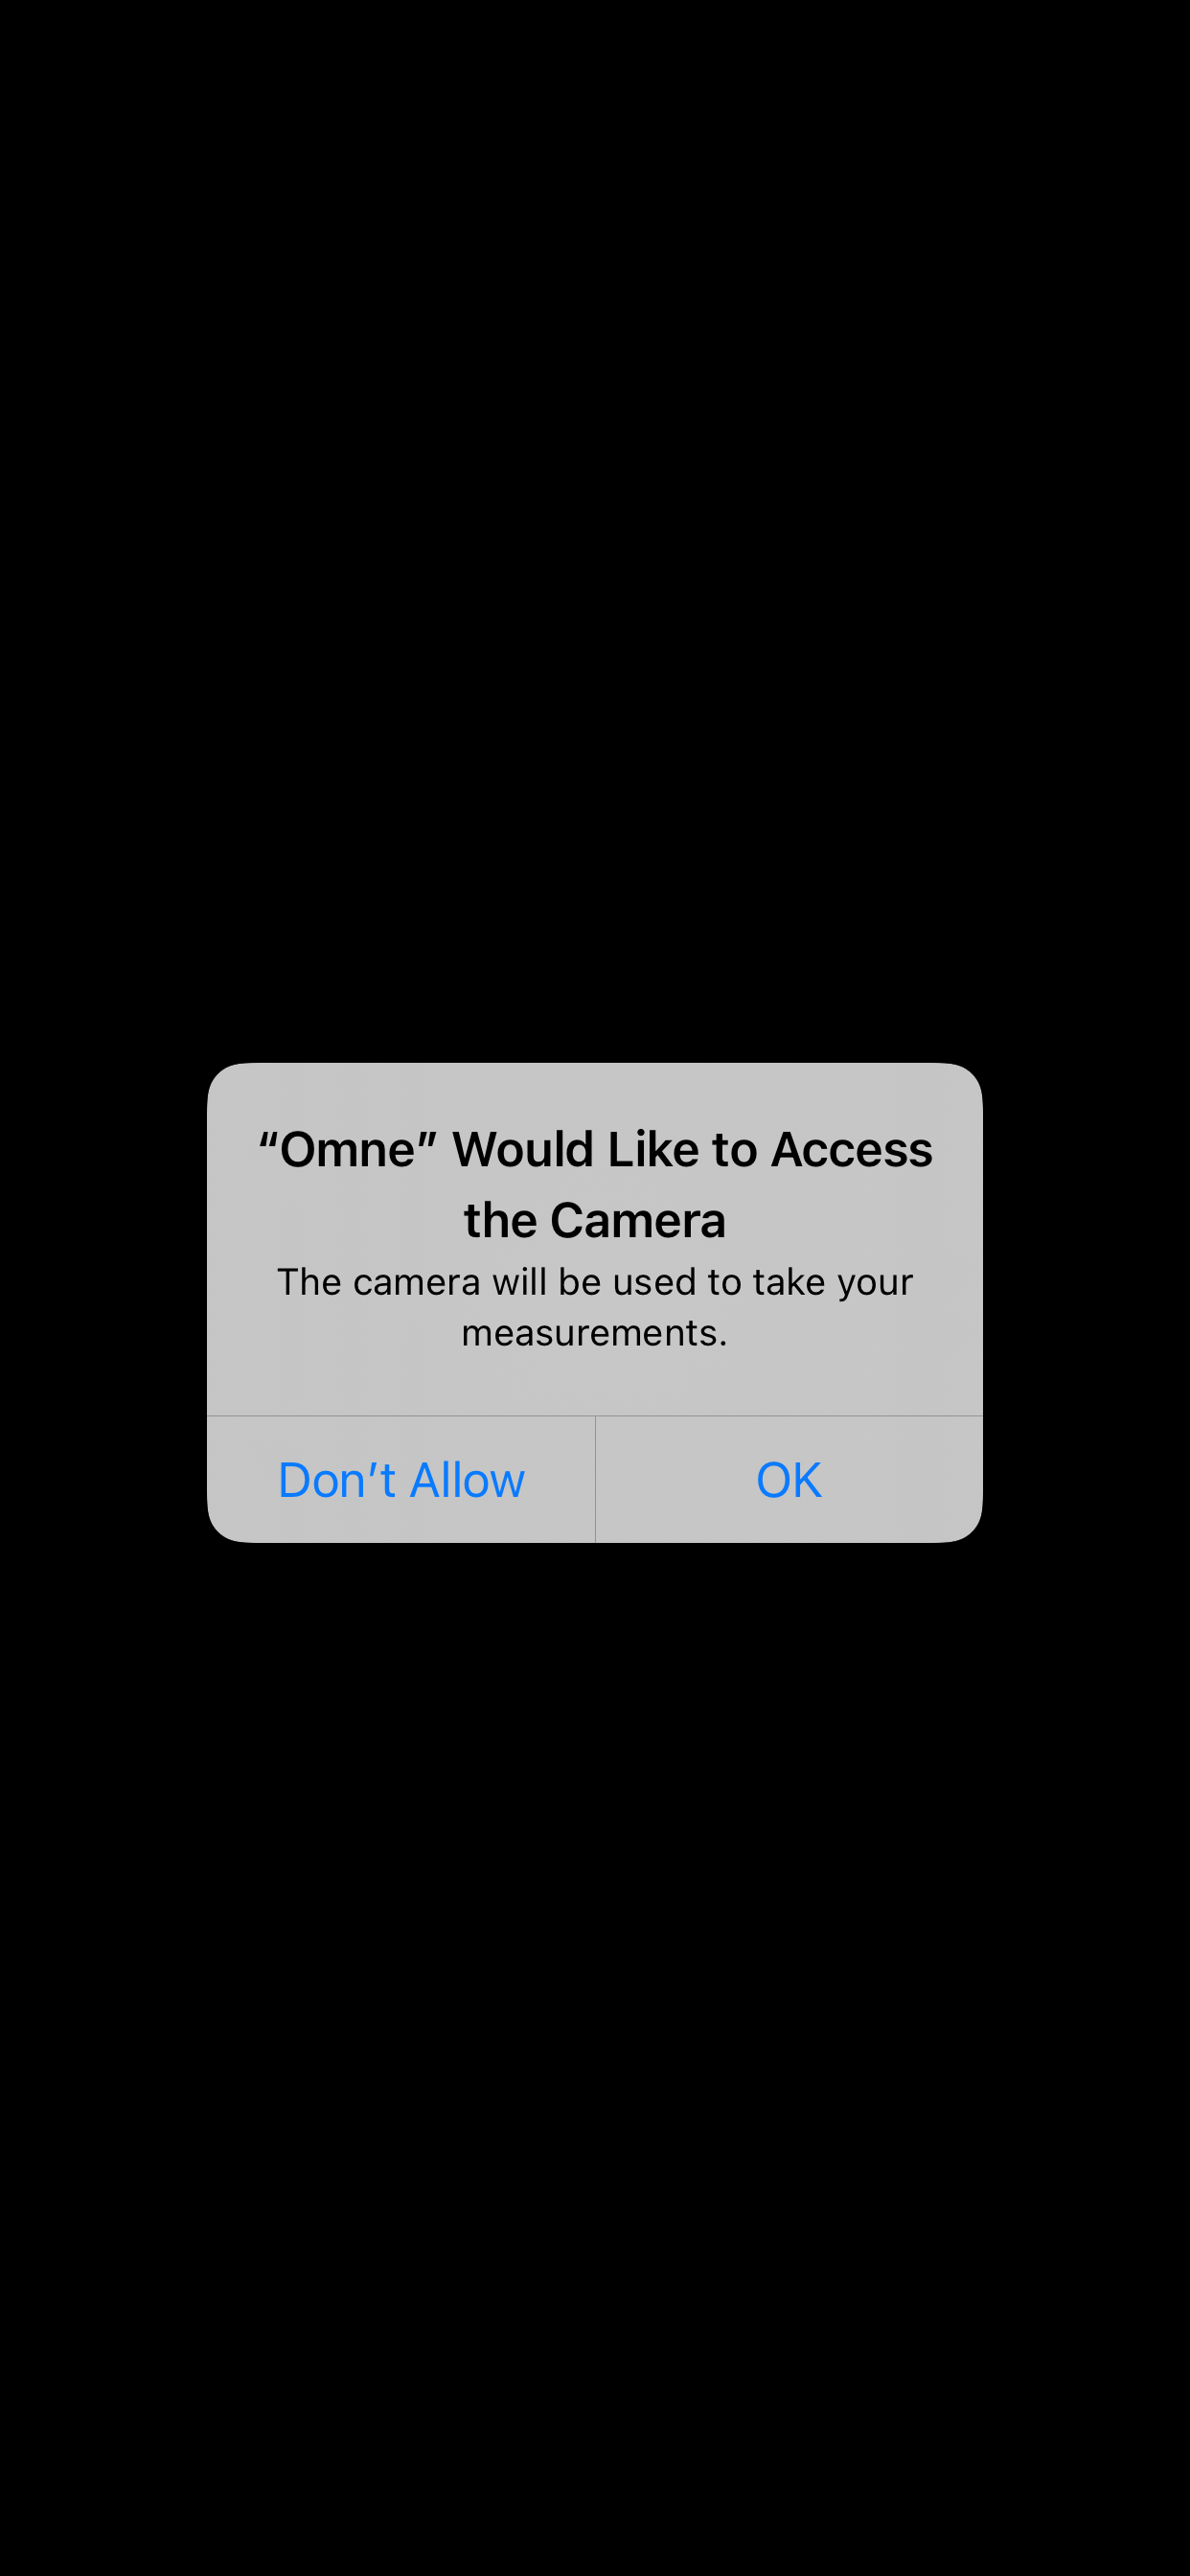 “Omne” Would Like to Access
the Camera
The camera will be used to take your
measurements.
Don’t Allow
OK